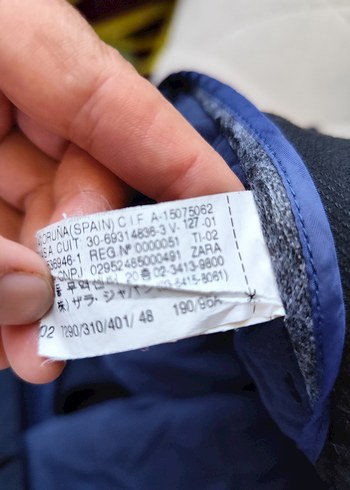 CORUÑA(SPAIN) C I F A-15075062
S A CUIT 30-69314836-3 V- 127-01
REG.Nº 0000051 TI-02
CNPJ 02952485000491 ZARA
02-3413-9800
㈱ザラ・ジャパン
190/96A
7290/310/401/ 48